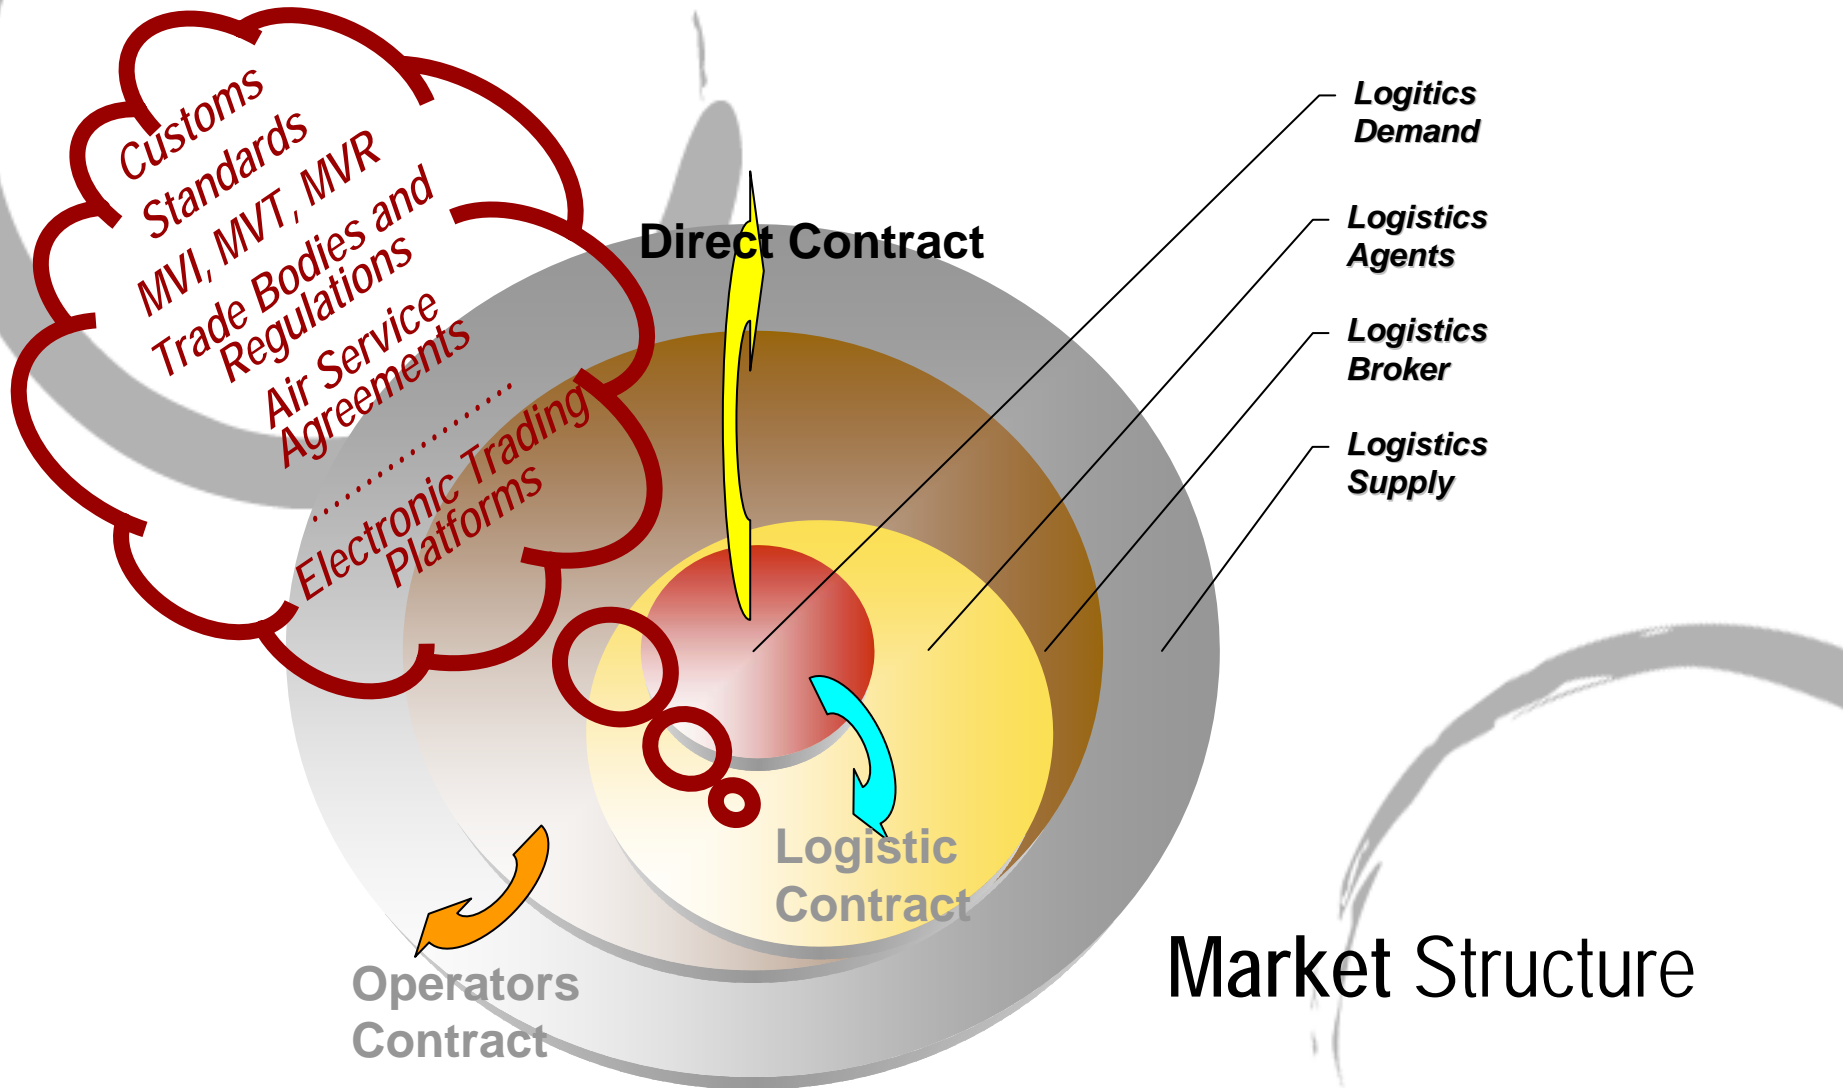 Customs
Standards
MVI, MVT, MVR
Trade Bodies and
Regulations
Air Service
Agreements
....................
Electronic Trading
Platforms
Direct Contract
Logitics
Demand
Logistics
Agents
Logistics
Broker
Logistics
Supply
Logistic
Contract
Operators
Contract
Market Structure